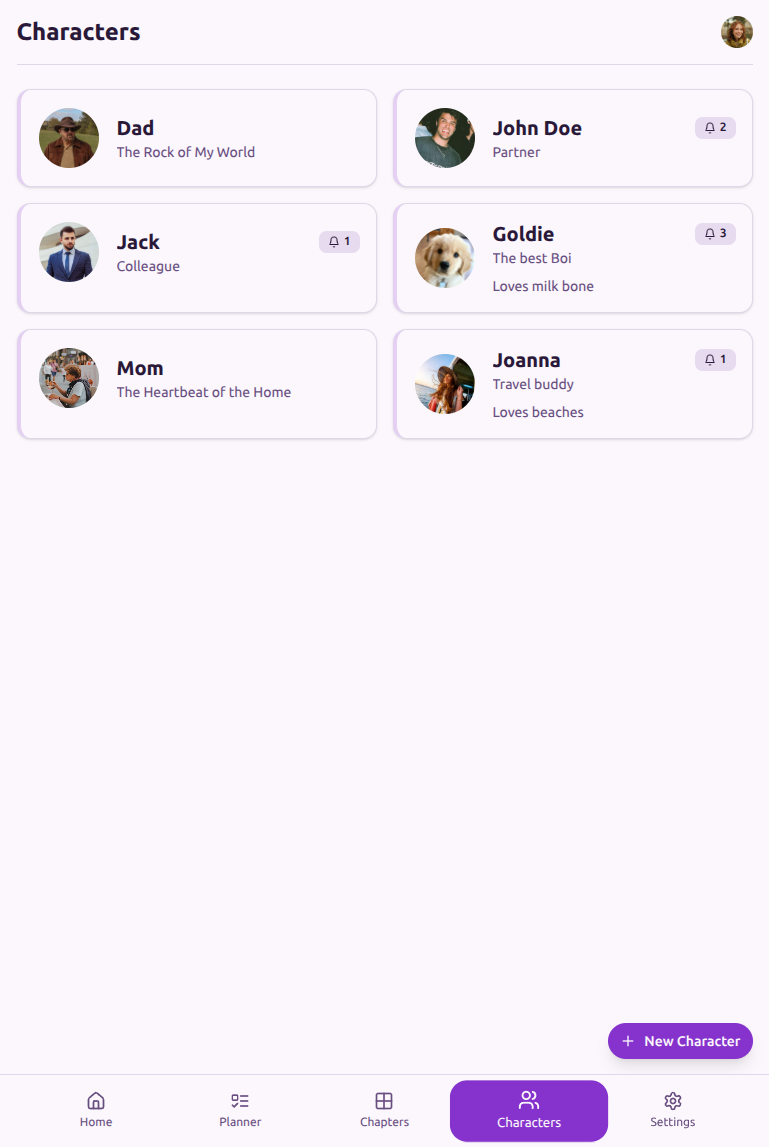 Characters
Dad
The Rock of My World
John Doe
2
Partner
Jack
1
Colleague
Goldie
3
The best Boi
Loves milk bone
Mom
The Heartbeat of the Home
Joanna
1
Travel buddy
Loves beaches
+ New Character
Home
Planner
Chapters
Characters
Settings